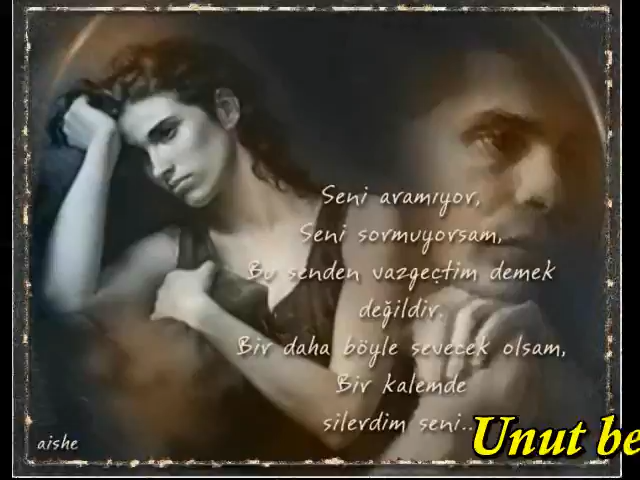 Seni aramıyor,
Seni sormuyorsam,
Bu senden vazgeçtim demek
değildir.
Bir daha böyle sevecek olsam,
Bir kalemde
silerdim seni..
Unut be
aishe